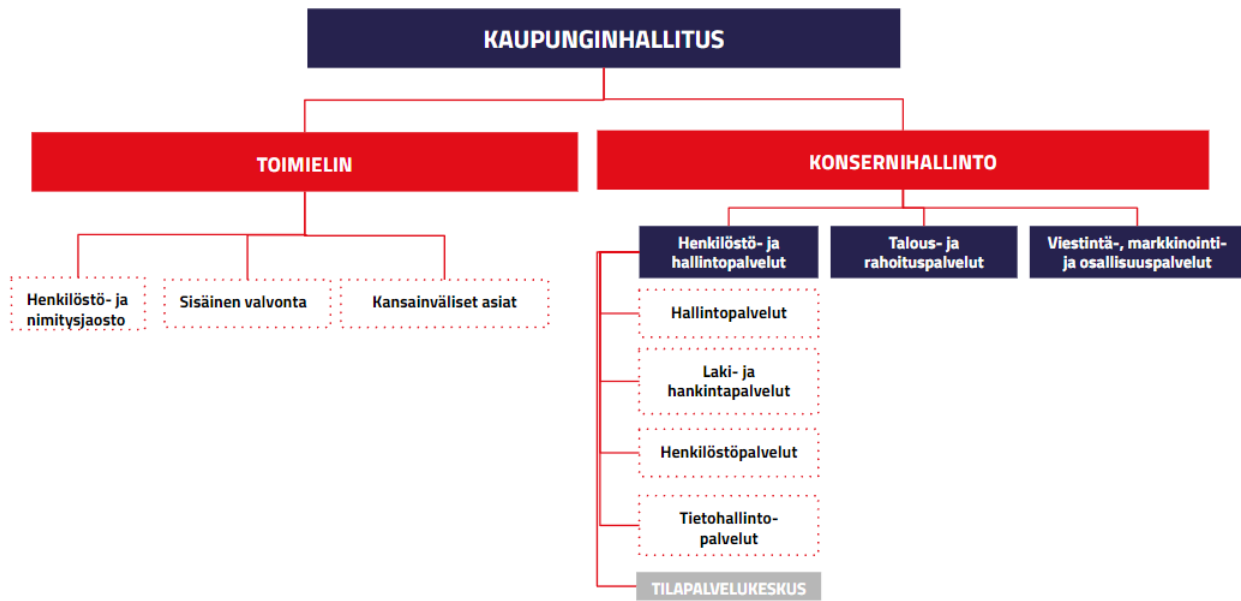 KAUPUNGINHALLITUS
TOIMIELIN
KONSERNIHALLINTO
Henkilöstö- ja
nimitysjaosto
Sisäinen valvonta
Kansainväliset asiat
Henkilöstö- ja
hallintopalvelut
Talous- ja
rahoituspalvelut
Viestintä-, markkinointi-
ja osallisuuspalvelut
Hallintopalvelut
Laki- ja
hankintapalvelut
Henkilöstöpalvelut
Tietohallinto-
palvelut
TILAPALVELUKESKUS